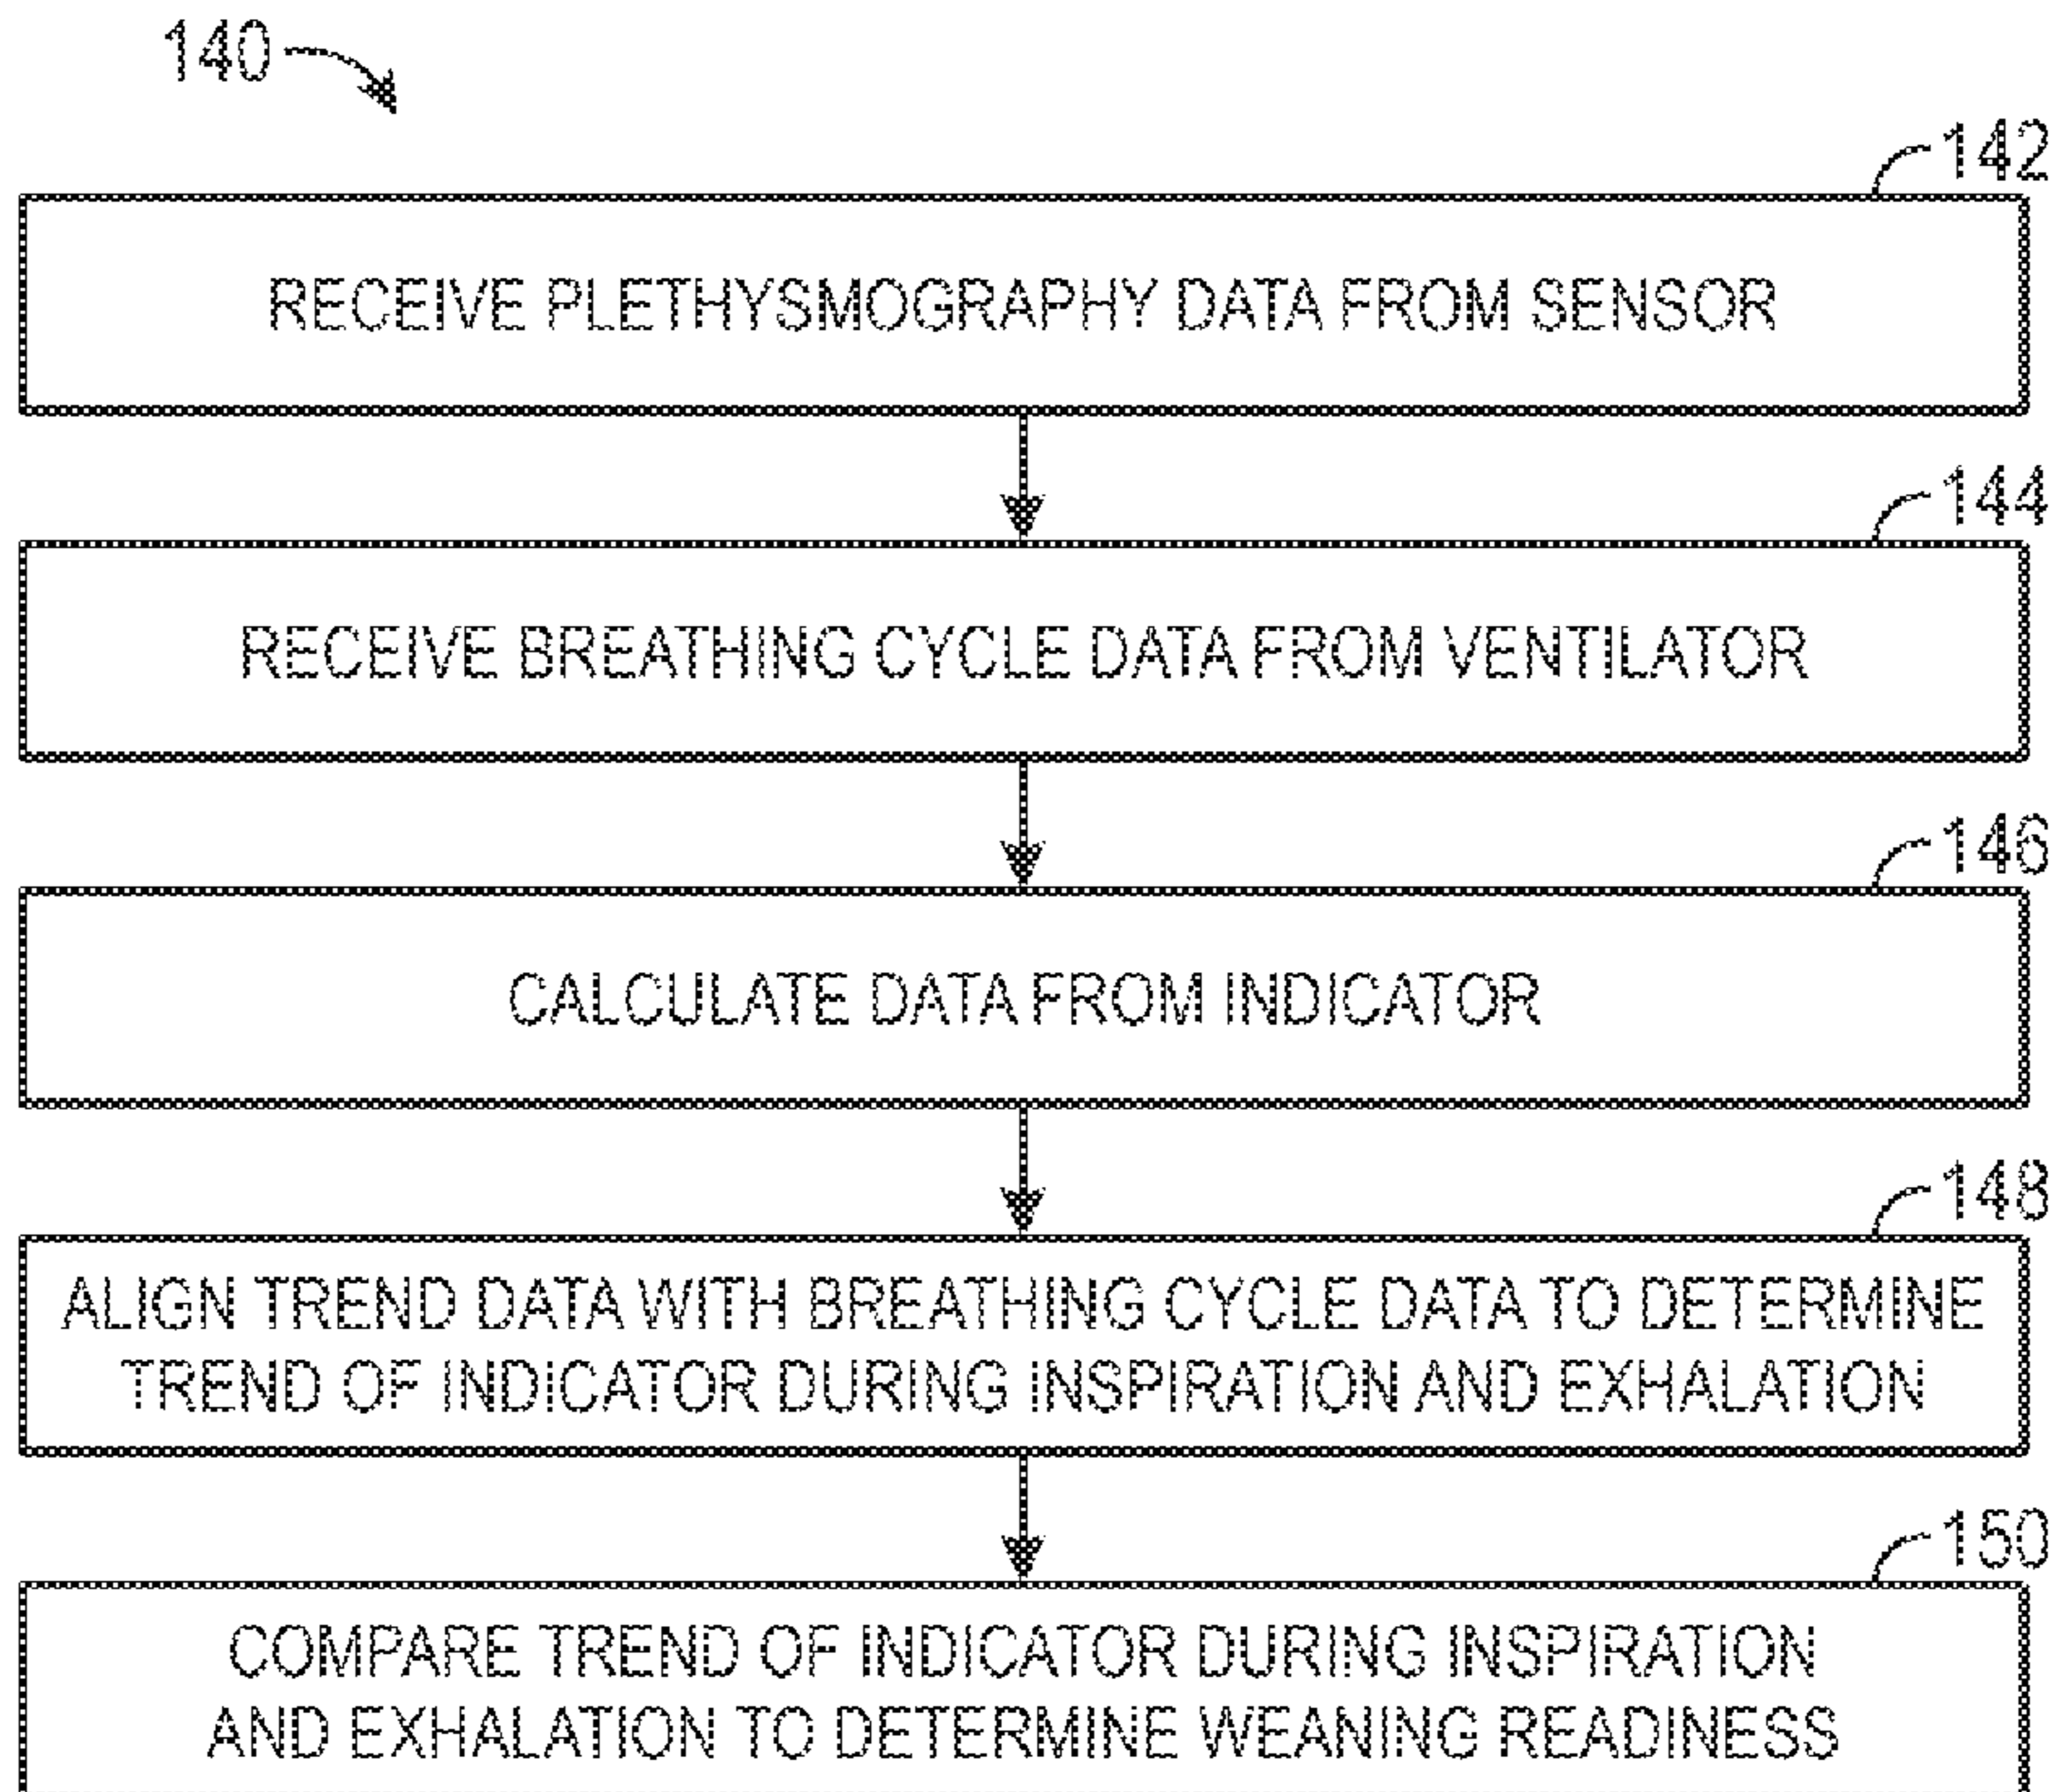 140
142
RECEIVE PLETHYSMOGRAPHY DATA FROM SENSOR
144
RECEIVE BREATHING CYCLE DATA FROM VENTILATOR
146
CALCULATE DATA FROM INDICATOR
148
ALIGN TREND DATA WITH BREATHING CYCLE DATA TO DETERMINE
TREND OF INDICATOR DURING INSPIRATION AND EXHALATION
150
COMPARE TREND OF INDICATOR DURING INSPIRATION
AND EXHALATION TO DETERMINE WEANING READINESS